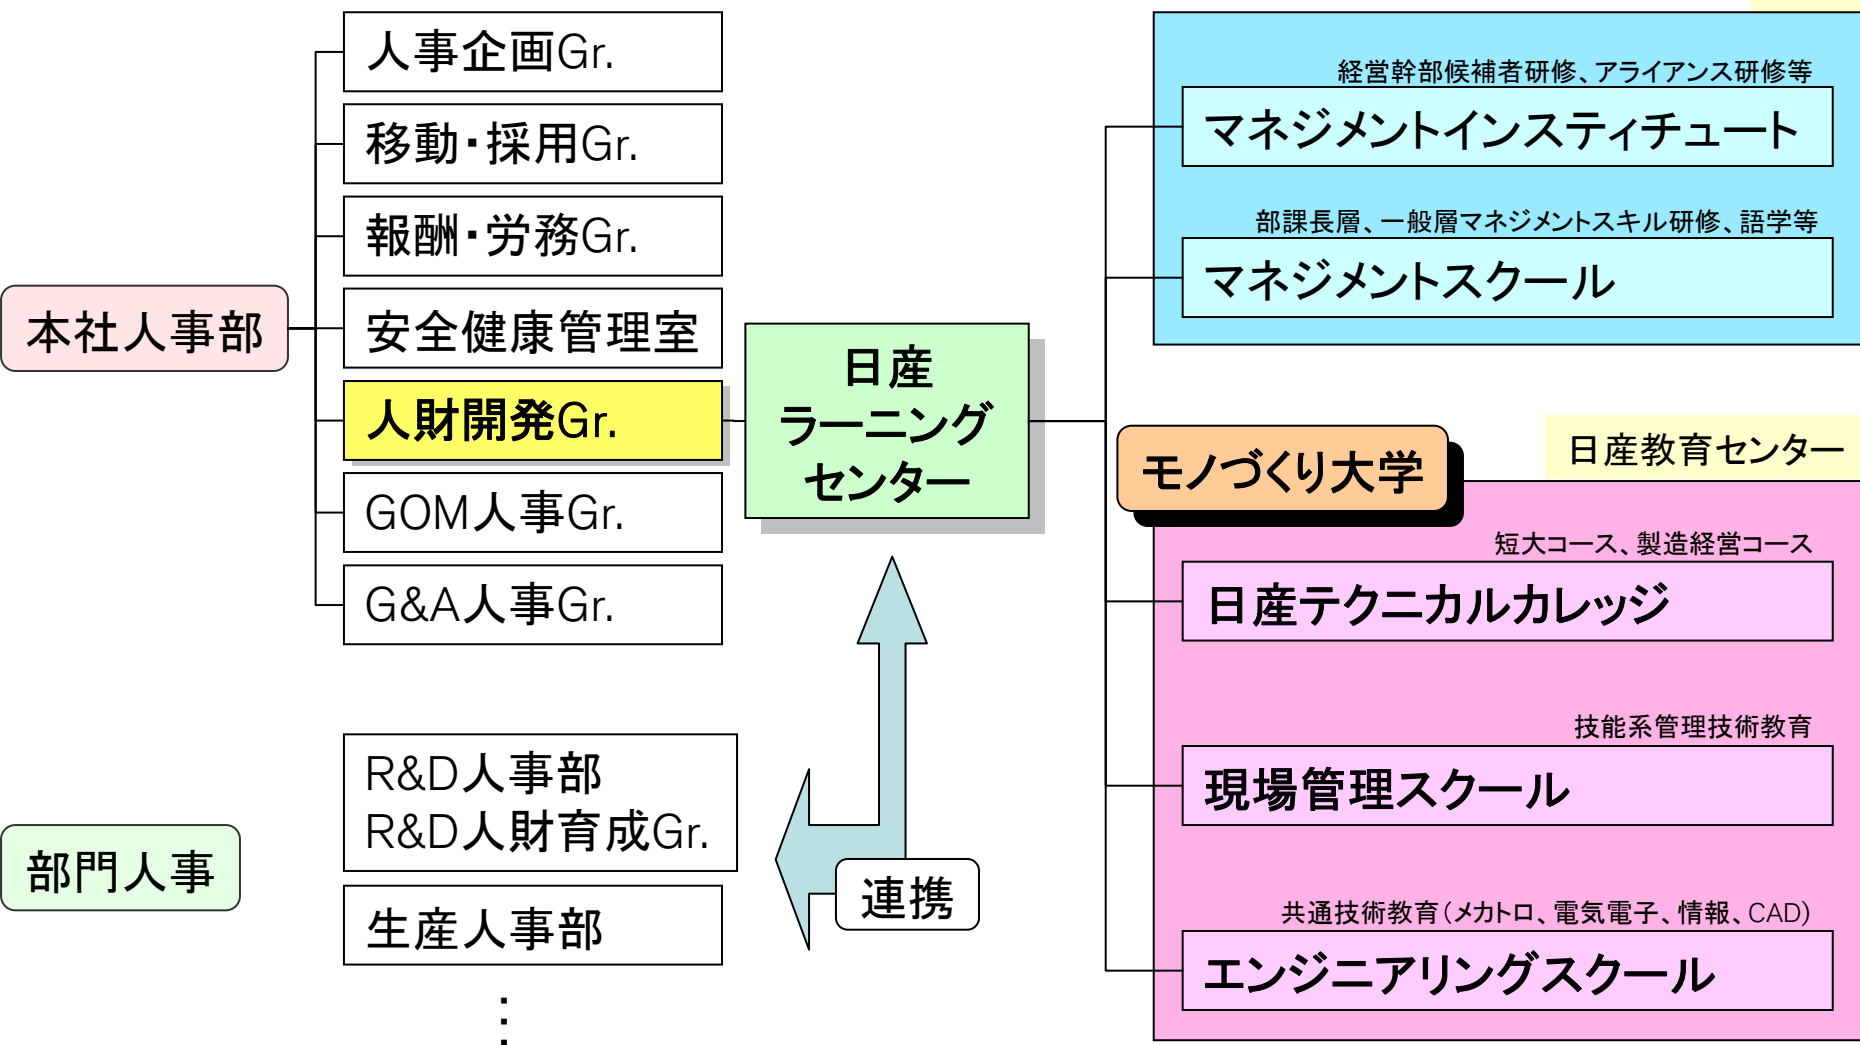 人事企画Gr.
移動・採用Gr.
報酬・労務Gr.
本社人事部
安全健康管理室
人財開発Gr.
GOM人事Gr.
G&A人事Gr.
日産
ラーニング
センター
経営幹部候補者研修、アライアンス研修等
マネジメントインスティチュート
部課長層、一般層マネジメントスキル研修、語学等
マネジメントスクール
モノづくり大学
日産教育センター
短大コース、製造経営コース
日産テクニカルカレッジ
技能系管理技術教育
現場管理スクール
共通技術教育(メカトロ、電気電子、情報、CAD)
エンジニアリングスクール
部門人事
R&D人事部
R&D人財育成Gr.
生産人事部
連携